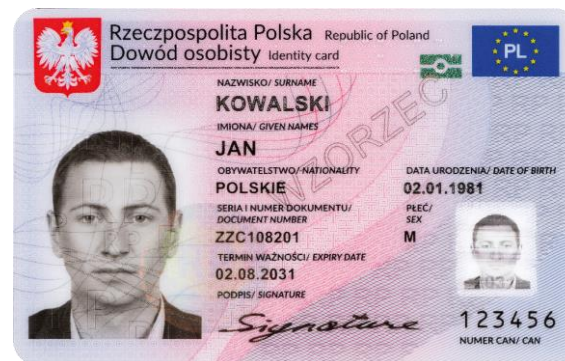 Rzeczpospolita Polska Republic of Poland
Dowód osobisty Identity card
PL
NAZWISKO/ SURNAME
KOWALSKI
IMIONA/ GIVEN NAMES
JAN
OBYWATELSTWO/ NATIONALITY
POLSKIE
DATA URODZENIA/ DATE OF BIRTH
02.01.1981
SERIA I NUMER DOKUMENTU/
DOCUMENT NUMBER
ZZC108201
PŁEĆ/
SEX
M
TERMIN WAŻNOŚCI/ EXPIRY DATE
02.08.2031
PODPIS/ SIGNATURE
Signature
123456
NUMER CAN/ CAN
WZORZEC